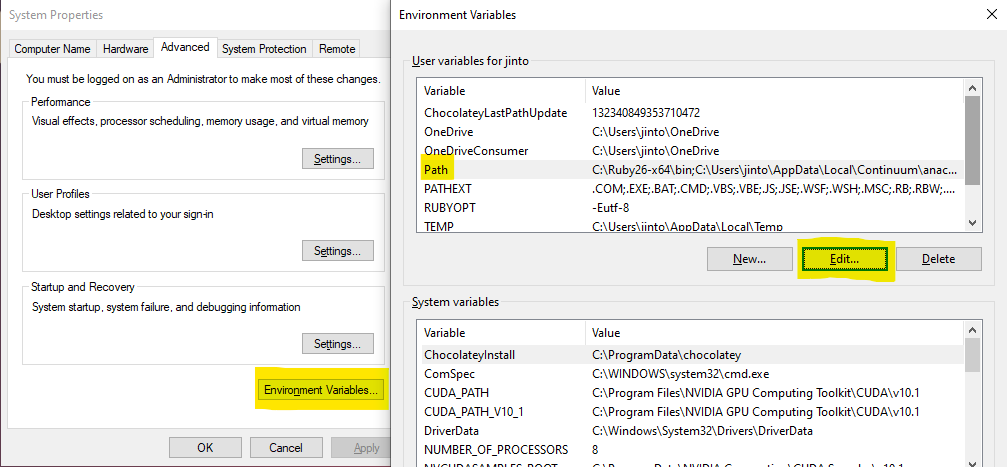 System Properties
Computer Name Hardware Advanced System Protection Remote
You must be logged on as an Administrator to make most of these changes.
Performance
Visual effects, processor scheduling, memory usage, and virtual memory
Settings...
User Profiles
Desktop settings related to your sign-in
Settings...
Startup and Recovery
System startup, system failure, and debugging information
Settings...
Environment Variables...
OK Cancel Apply
Environment Variables
User variables for jinto
Variable Value
ChocolateyLastPathUpdate 132340849353710472
OneDrive C:\Users\jinto\OneDrive
OneDriveConsumer C:\Users\jinto\OneDrive
Path C:\Ruby26-x64\bin;C:\Users\jinto\AppData\Local\Continuum\anac...
PATHEXT .COM;.EXE;.BAT;.CMD;.VBS;.VBE;.JS;.JSE;.WSF;.WSH;.MSC;.RB;.RBW;....
RUBYOPT -Eutf-8
TEMP C:\Users\jinto\AppData\Local\Temp
New... Edit... Delete
System variables
Variable Value
ChocolateyInstall C:\ProgramData\chocolatey
ComSpec C:\WINDOWS\system32\cmd.exe
CUDA_PATH C:\Program Files\NVIDIA GPU Computing Toolkit\CUDA\v10.1
CUDA_PATH_V10_1 C:\Program Files\NVIDIA GPU Computing Toolkit\CUDA\v10.1
DriverData C:\Windows\System32\Drivers\DriverData
NUMBER_OF_PROCESSORS 8